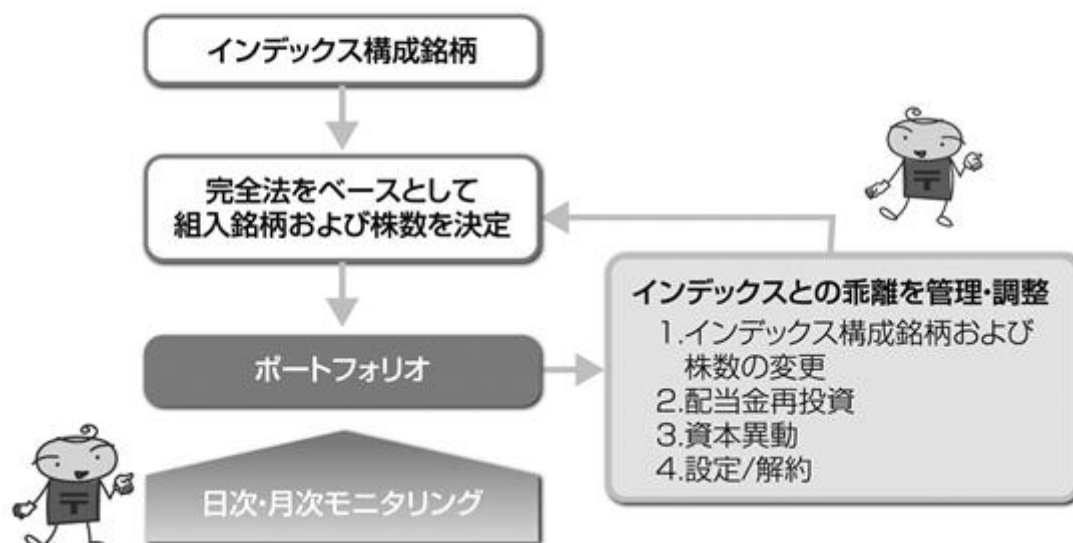 インデックス構成銘柄
完全法をベースとして
組入銘柄および株数を決定
ポートフォリオ
日次・月次モニタリング
インデックスとの乖離を管理・調整
1.インデックス構成銘柄および
株数の変更
2.配当金再投資
3.資本異動
4.設定/解約
〒
〒